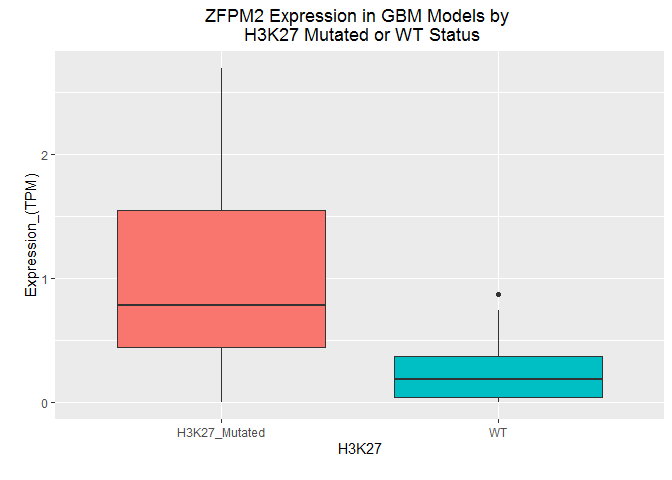 ZFPM2 Expression in GBM Models by
H3K27 Mutated or WT Status
Expression_(TPM)
2
1
0
H3K27_Mutated
WT
H3K27